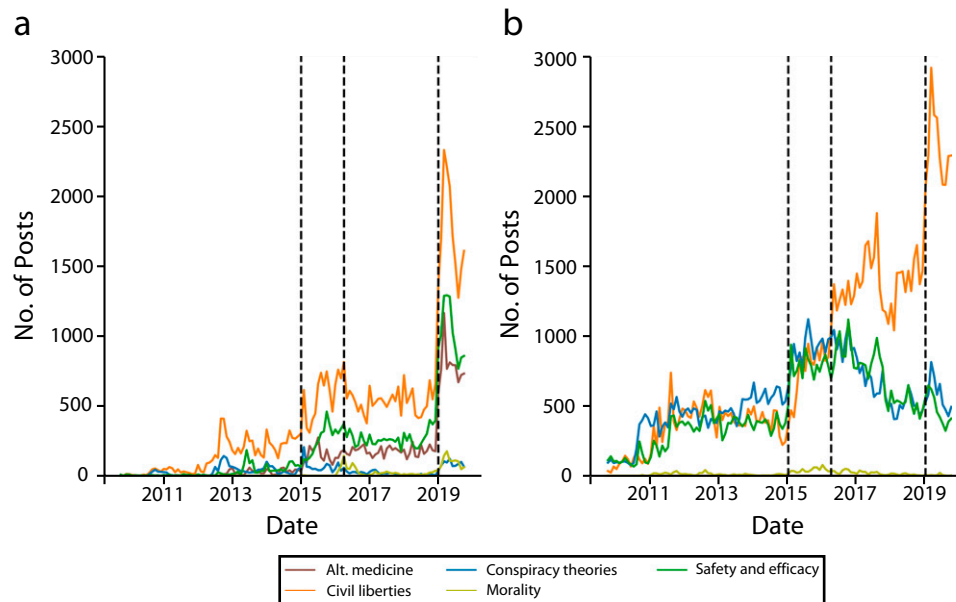 a
b
3000
2500
2000
1500
1000
500
0
No. of Posts
2011 2013 2015 2017 2019
Date
3000
2500
2000
1500
1000
500
0
No. of Posts
2011 2013 2015 2017 2019
Date
Alt. medicine Conspiracy theories Safety and efficacy
Civil liberties Morality